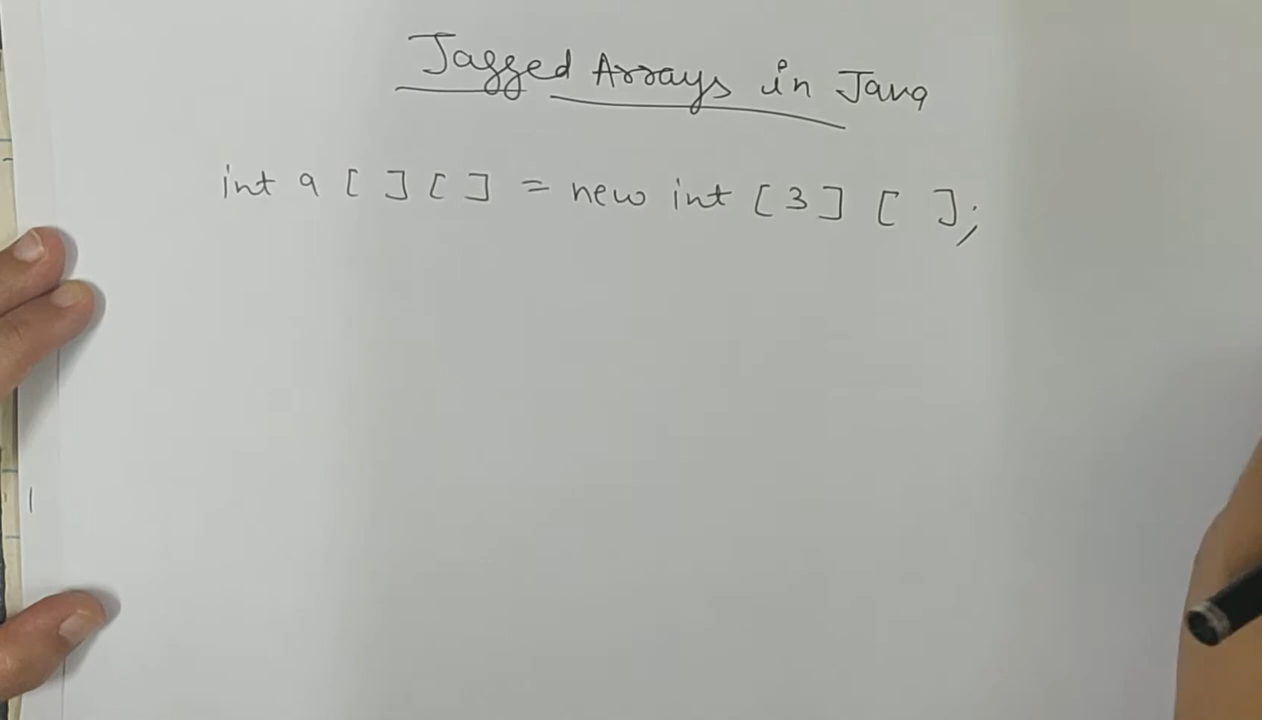 Jagged Arrays in Java
int a [ ] [ ] = new int [ 3 ] [ ];